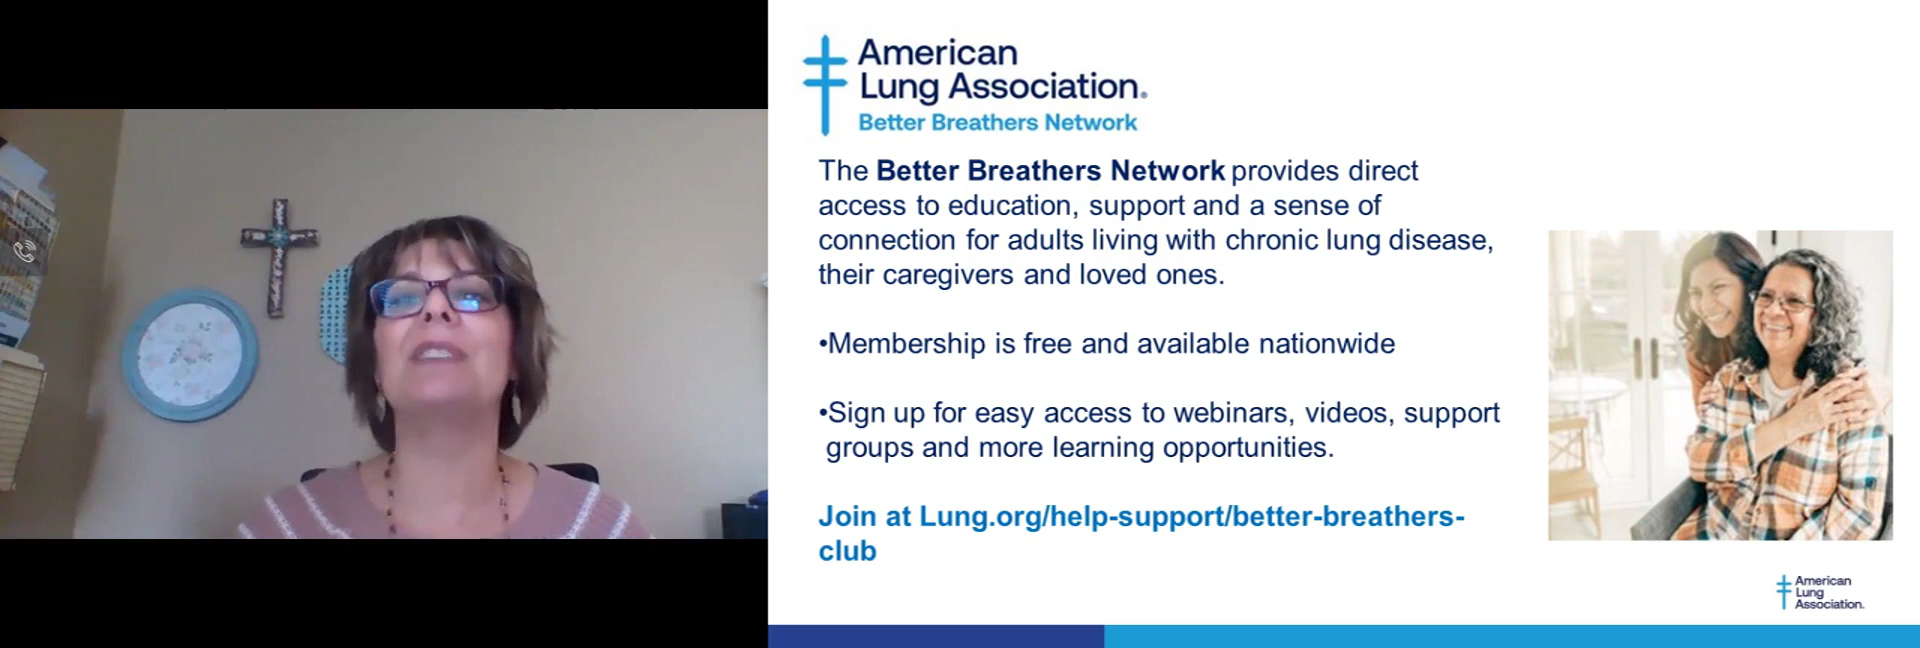 American
Lung Association®
Better Breathers Network
The Better Breathers Network provides direct
access to education, support and a sense of
connection for adults living with chronic lung disease,
their caregivers and loved ones.
•Membership is free and available nationwide
•Sign up for easy access to webinars, videos, support
groups and more learning opportunities.
Join at Lung.org/help-support/better-breathers-
club
American
Lung
Association.